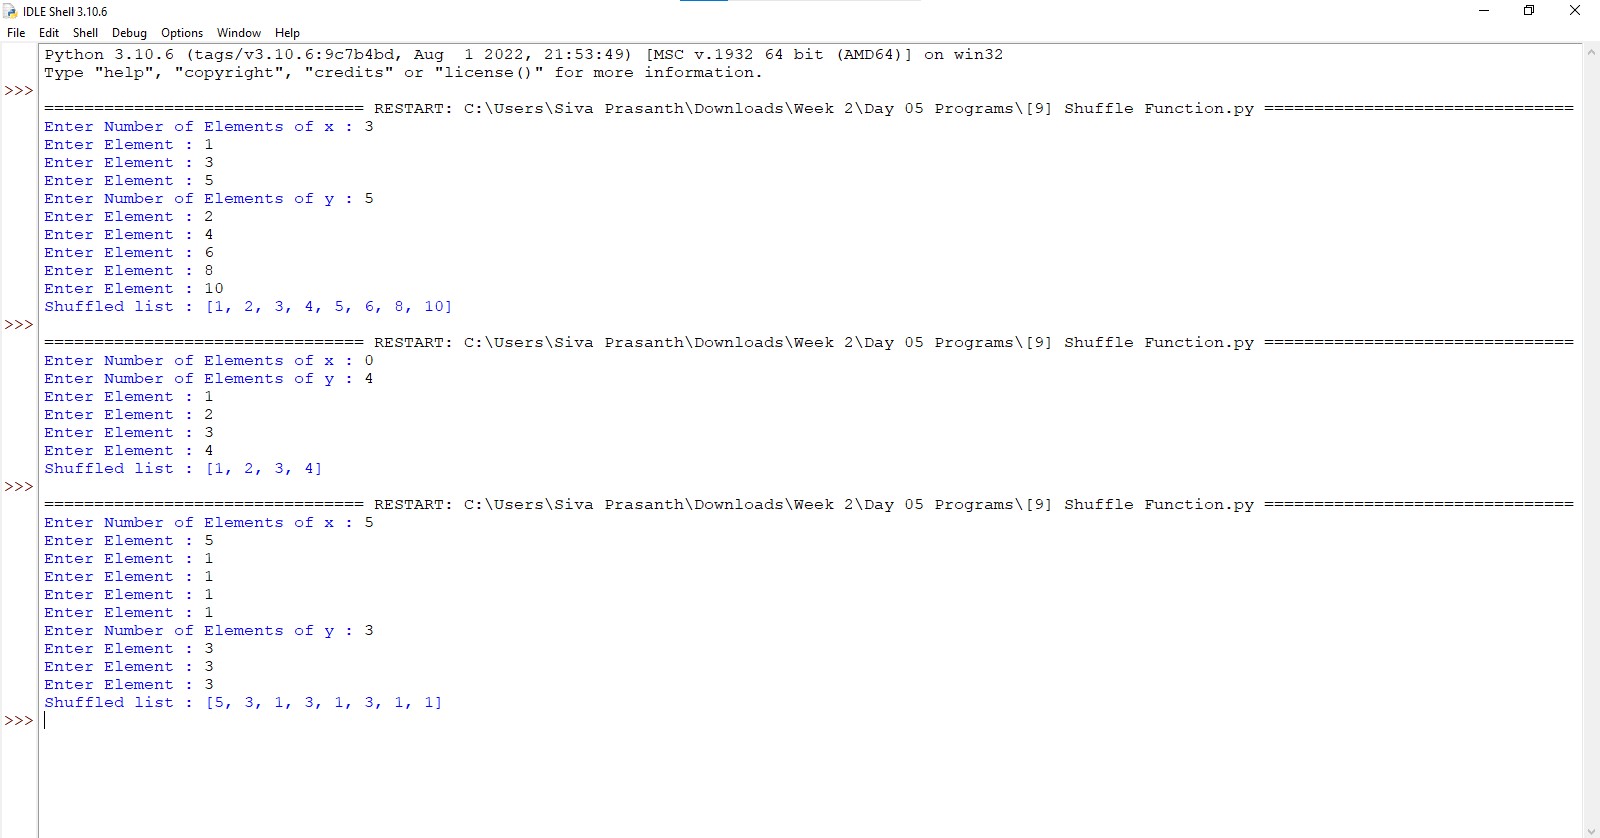 IDLE Shell 3.10.6
File Edit Shell Debug Options Window Help
Python 3.10.6 (tags/v3.10.6:9c7b4bd, Aug  1 2022, 21:53:49) [MSC v.1932 64 bit (AMD64)] on win32
Type "help", "copyright", "credits" or "license()" for more information.
>>>
================================ RESTART: C:\Users\Siva Prasanth\Downloads\Week 2\Day 05 Programs\[9] Shuffle Function.py ===============================
Enter Number of Elements of x : 3
Enter Element : 1
Enter Element : 3
Enter Element : 5
Enter Number of Elements of y : 5
Enter Element : 2
Enter Element : 4
Enter Element : 6
Enter Element : 8
Enter Element : 10
Shuffled list : [1, 2, 3, 4, 5, 6, 8, 10]
>>>
================================ RESTART: C:\Users\Siva Prasanth\Downloads\Week 2\Day 05 Programs\[9] Shuffle Function.py ===============================
Enter Number of Elements of x : 0
Enter Number of Elements of y : 4
Enter Element : 1
Enter Element : 2
Enter Element : 3
Enter Element : 4
Shuffled list : [1, 2, 3, 4]
>>>
================================ RESTART: C:\Users\Siva Prasanth\Downloads\Week 2\Day 05 Programs\[9] Shuffle Function.py ===============================
Enter Number of Elements of x : 5
Enter Element : 5
Enter Element : 1
Enter Element : 1
Enter Element : 1
Enter Element : 1
Enter Number of Elements of y : 3
Enter Element : 3
Enter Element : 3
Enter Element : 3
Shuffled list : [5, 3, 1, 3, 1, 3, 1, 1]
>>>